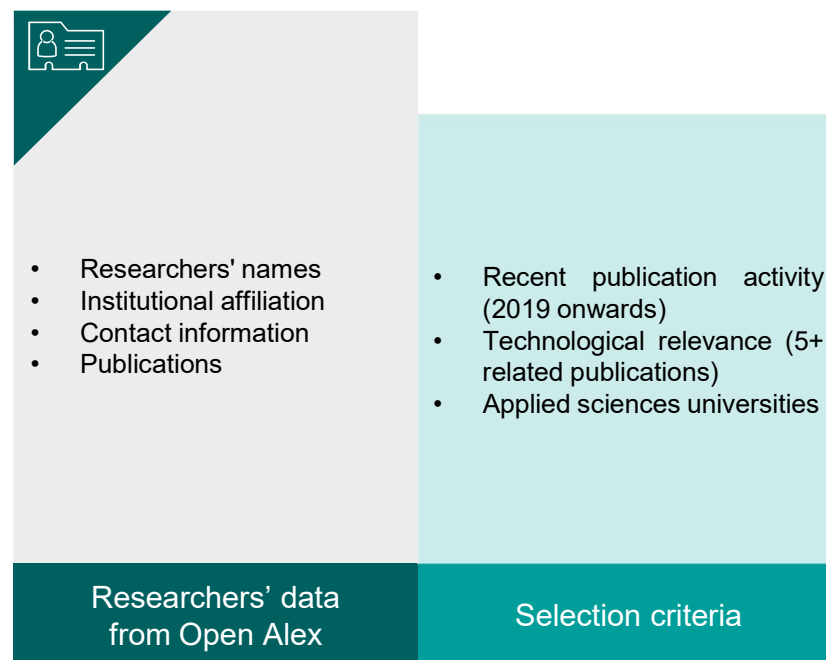 • Researchers' names
• Institutional affiliation
• Contact information
• Publications
Researchers’ data
from Open Alex
• Recent publication activity
(2019 onwards)
• Technological relevance (5+
related publications)
• Applied sciences universities
Selection criteria